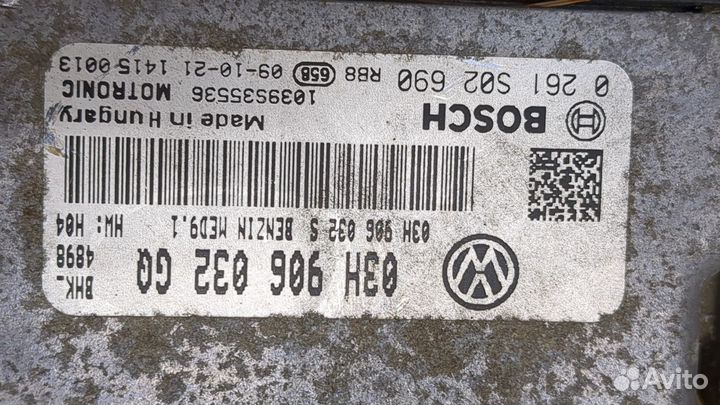 03H 906 032 GQ
BHK-
4898
03H 906 032 S BENZIN MED9.1 HW: H04
BOSCH
Made in Hungary
1039S35536 MOTRONIC
0 261 S02 690 RB8 65B 09-10-21 1415 0013
Avito